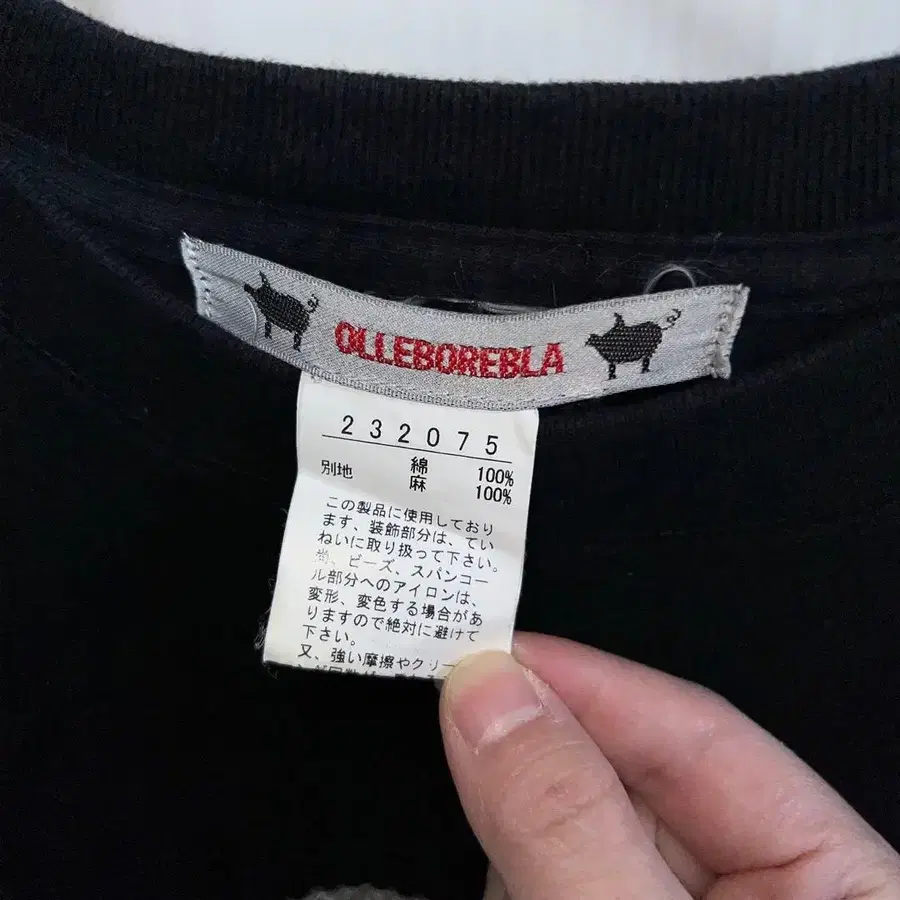 OLLEBOREBLA
232075
綿 100%
別地 麻 100%
この製品に使用しており
ます、装飾部分は、てい
ねいに取り扱って下さい。
尚、ビーズ、スパンコー
ル部分へのアイロンは、
変形、変色する場合があ
りますので絶対に避けて
下さい。
又、強い摩擦やクリー